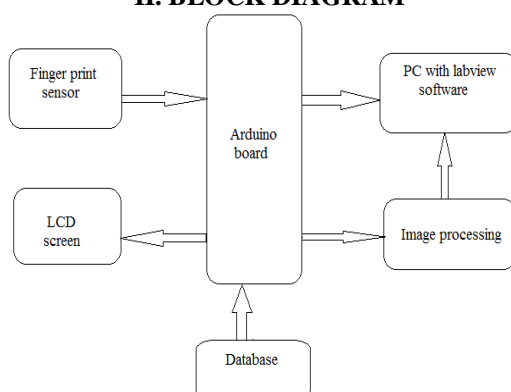 II. BLOCK DIAGRAM
Finger print
sensor
Arduino
board
PC with labview
software
LCD
screen
Image processing
Database